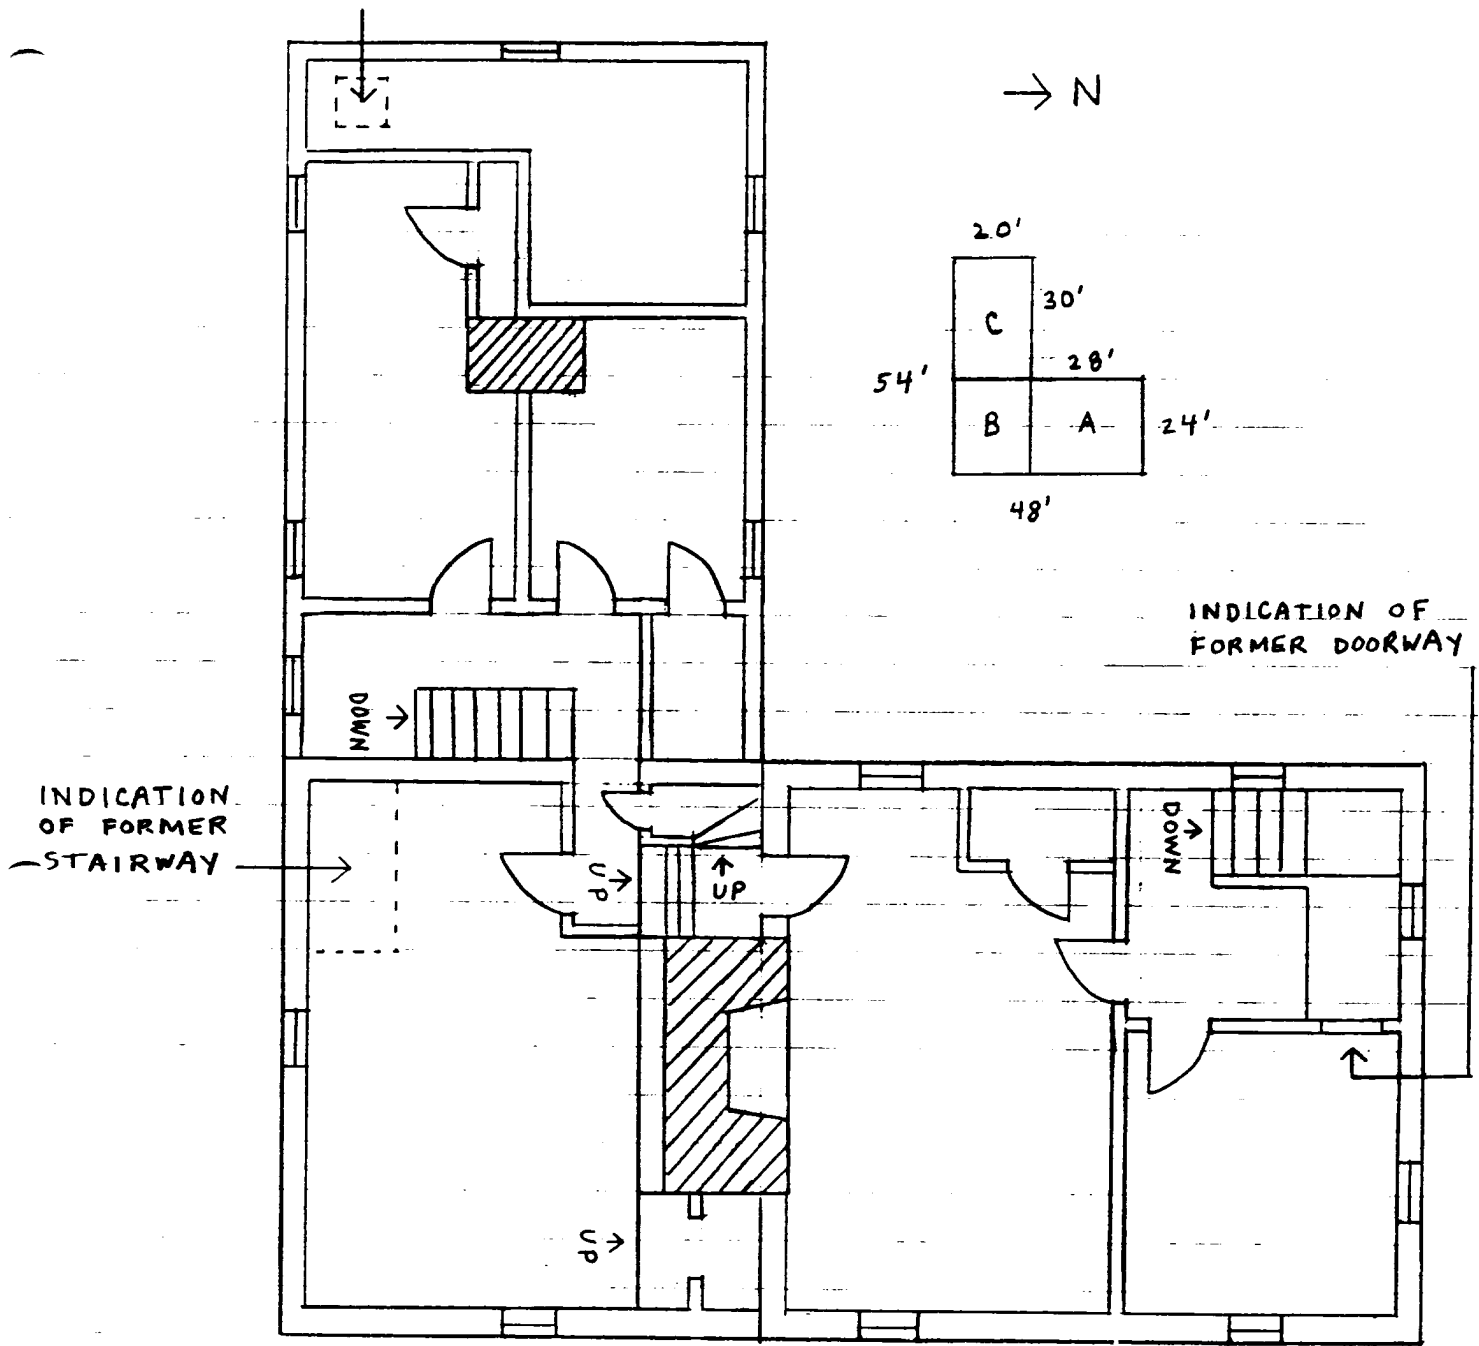 N
20'
C
30'
28'
54'
B
A
24'
48'
INDICATION OF
FORMER DOORWAY
DOWN
INDICATION
OF FORMER
STAIRWAY
UP
UP
DOWN
UP